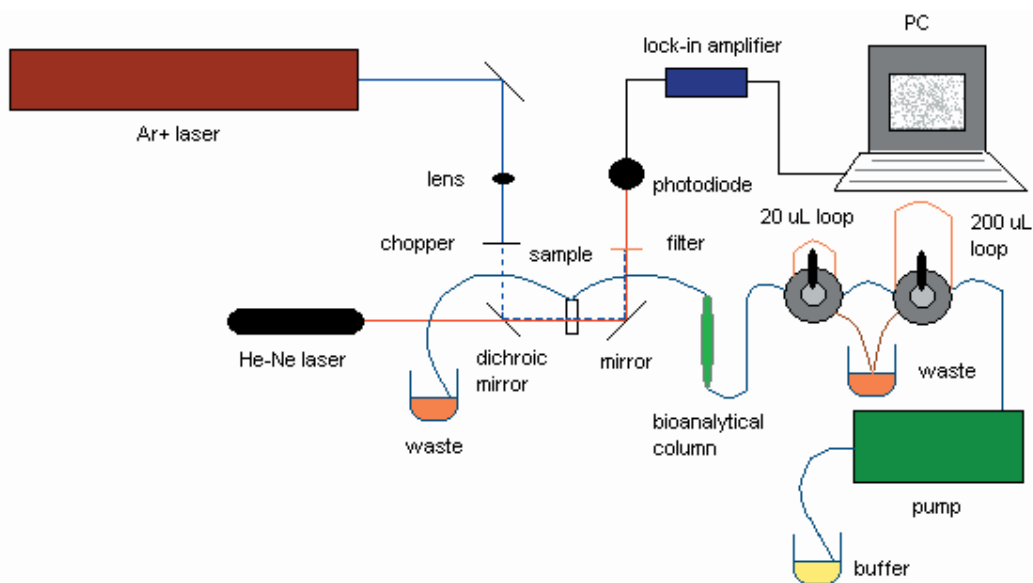 PC
lock-in amplifier
Ar+ laser
lens
photodiode
20 uL loop
200 uL
loop
chopper
sample
filter
He-Ne laser
dichroic
mirror
mirror
waste
waste
bioanalytical
column
pump
buffer